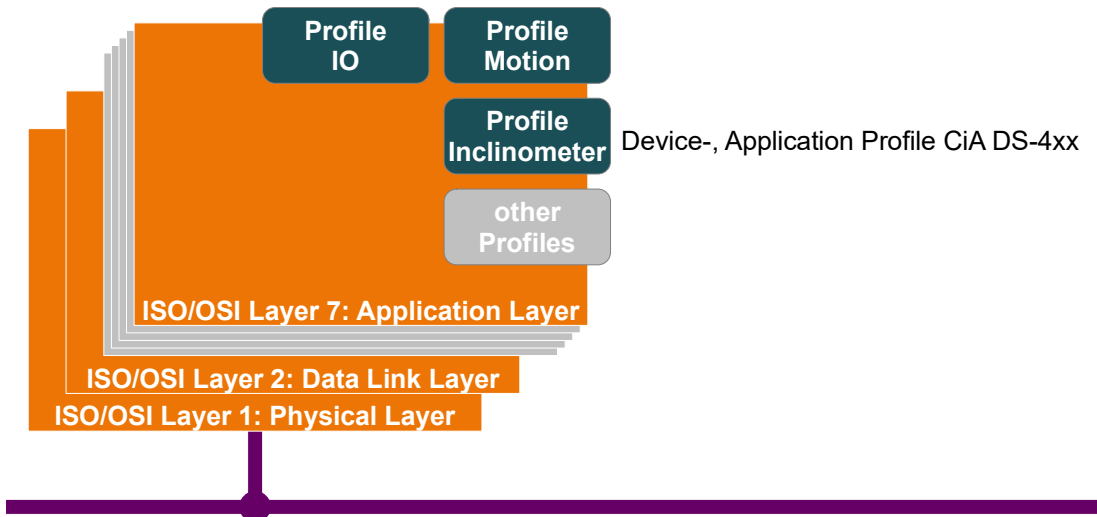 Profile
IO
Profile
Motion
Profile
Inclinometer
Device-, Application Profile CiA DS-4xx
other
Profiles
ISO/OSI Layer 7: Application Layer
ISO/OSI Layer 2: Data Link Layer
ISO/OSI Layer 1: Physical Layer